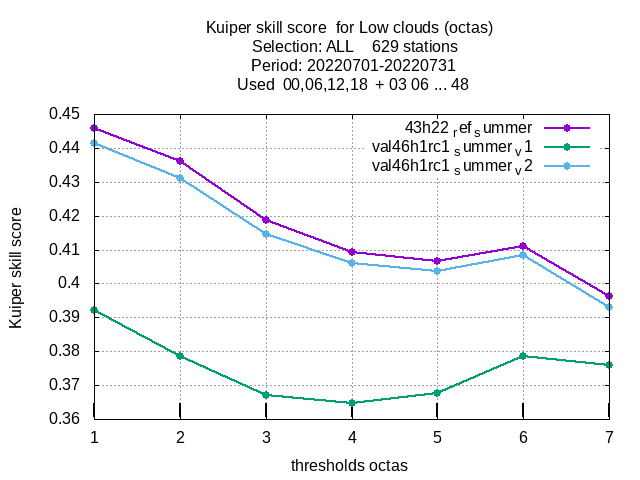 Kuiper skill score  for Low clouds (octas)
Selection: ALL    629 stations
Period: 20220701-20220731
Used  00,06,12,18  + 03 06 ... 48
43h22 ref summer
val46h1rc1 summer v1
val46h1rc1 summer v2
Kuiper skill score
0.45
0.44
0.43
0.42
0.41
0.4
0.39
0.38
0.37
0.36
1 2 3 4 5 6 7
thresholds octas